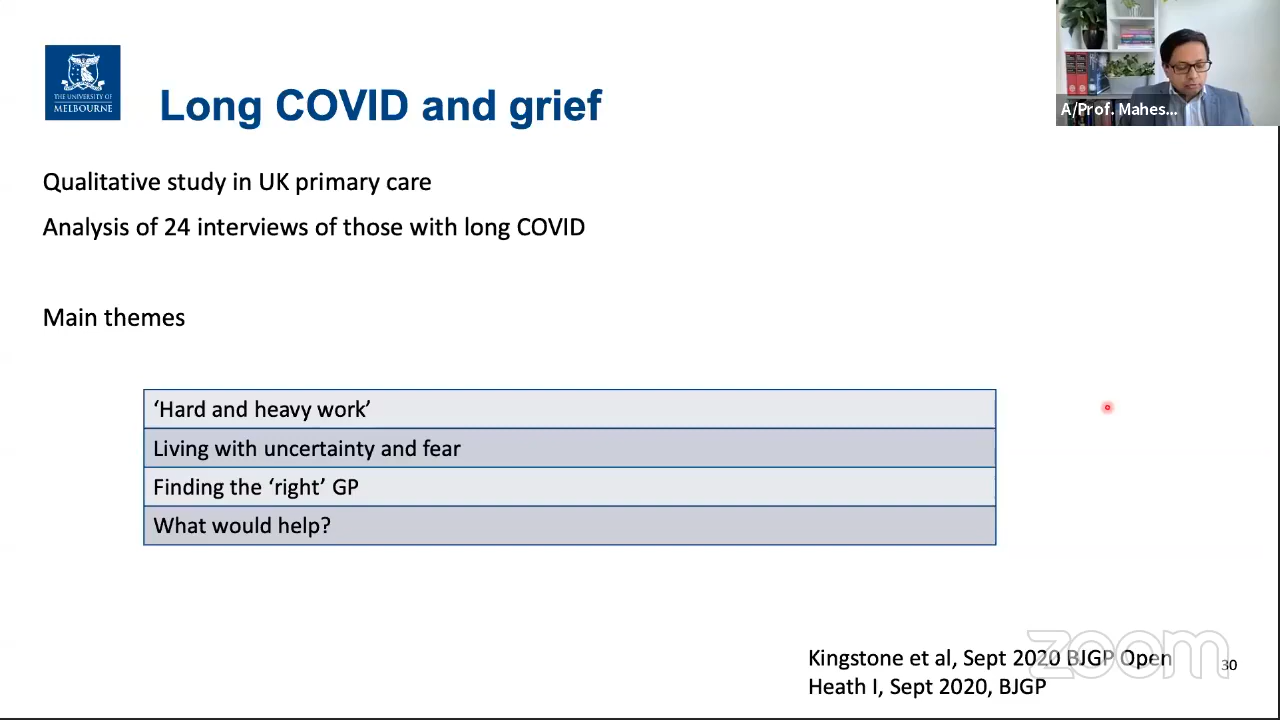 THE UNIVERSITY OF
MELBOURNE
Long COVID and grief
A/Prof. Mahes...
Qualitative study in UK primary care
Analysis of 24 interviews of those with long COVID
Main themes
‘Hard and heavy work’
Living with uncertainty and fear
Finding the ‘right’ GP
What would help?
Kingstone et al, Sept 2020 BJGP Open
Heath I, Sept 2020, BJGP
zoom
30